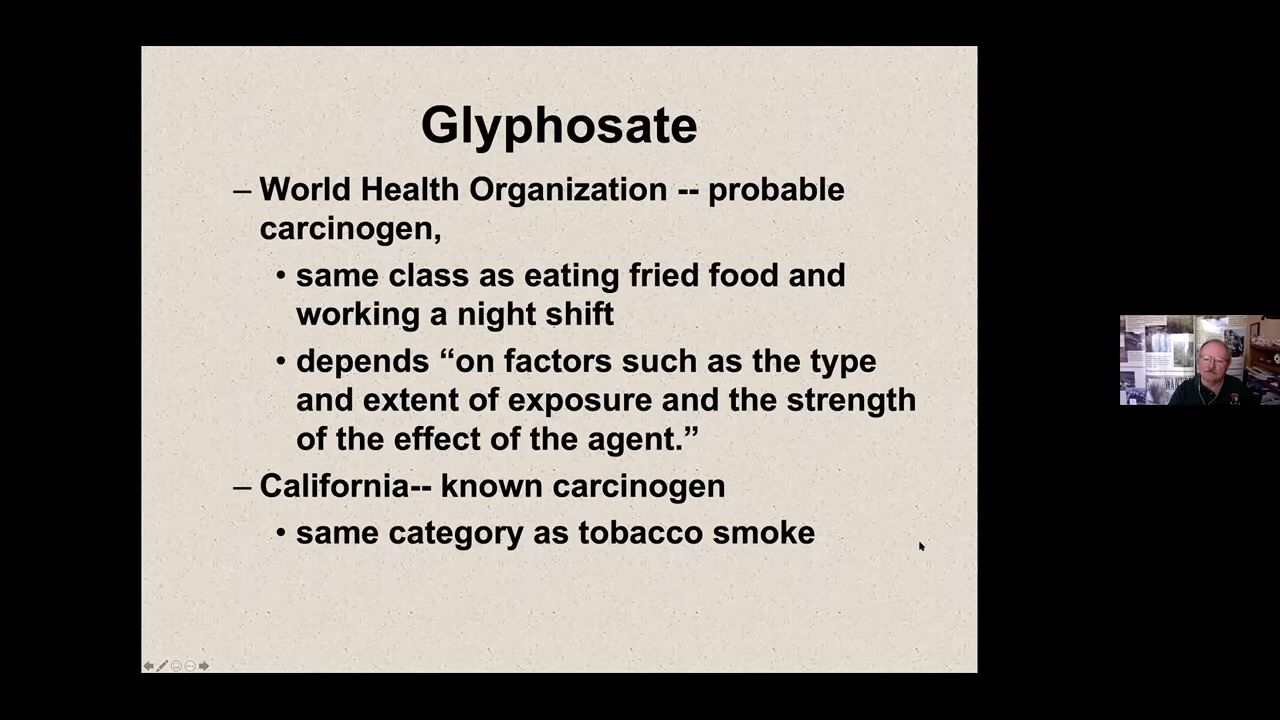 Glyphosate
– World Health Organization -- probable
carcinogen,
• same class as eating fried food and
working a night shift
• depends “on factors such as the type
and extent of exposure and the strength
of the effect of the agent.”
– California-- known carcinogen
• same category as tobacco smoke